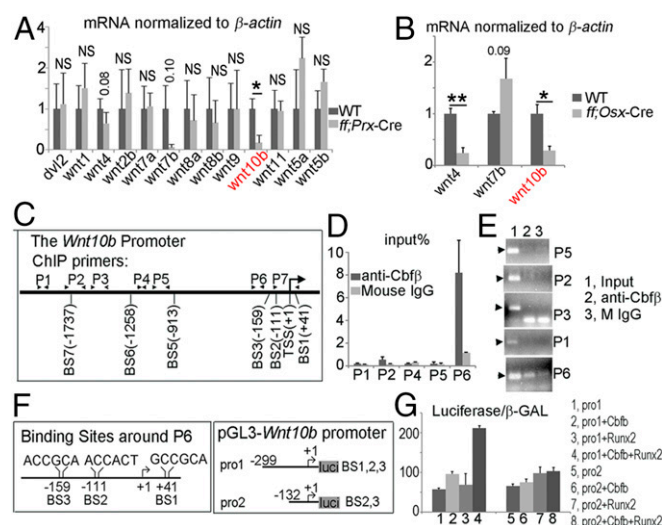 A
mRNA normalized to β-actin
4
2
1
0
NS NS 0.08 NS NS 0.10 NS NS NS * NS NS NS
WT
ff;Prx-Cre
dvl2 wnt1 wnt4 wnt2b wnt7a wnt7b wnt8a wnt8b wnt9 wnt10b wnt11 wnt5a wnt5b
B
mRNA normalized to β-actin
3
2
1
0
** 0.09 *
WT
ff;Osx-Cre
wnt4 wnt7b wnt10b
C
The Wnt10b Promoter
ChIP primers:
P1 P2 P3 P4 P5 P6 P7
BS7(-1737) BS6(-1258) BS5(-913) BS3(-159) BS2(-111) TSS(+1) BS1(+41)
D
input%
10
8
6
4
2
0
anti-Cbfβ
Mouse IgG
P1 P2 P4 P5 P6
E
1 2 3
P5
P2
P3
P1
P6
1, Input
2, anti-Cbfβ
3, M IgG
F
Binding Sites around P6
ACCGCA ACCACT GCCGCA
-159 -111 +1 +41
BS3 BS2 BS1
pGL3-Wnt10b promoter
+1
pro1 -299 luci BS1,2,3
+1
pro2 -132 luci BS2,3
G
Luciferase/β-GAL
200
100
0
1 2 3 4 5 6 7 8
1, pro1
2, pro1+Cbfb
3, pro1+Runx2
4, pro1+Cbfb+Runx2
5, pro2
6, pro2+Cbfb
7, pro2+Runx2
8, pro2+Cbfb+Runx2